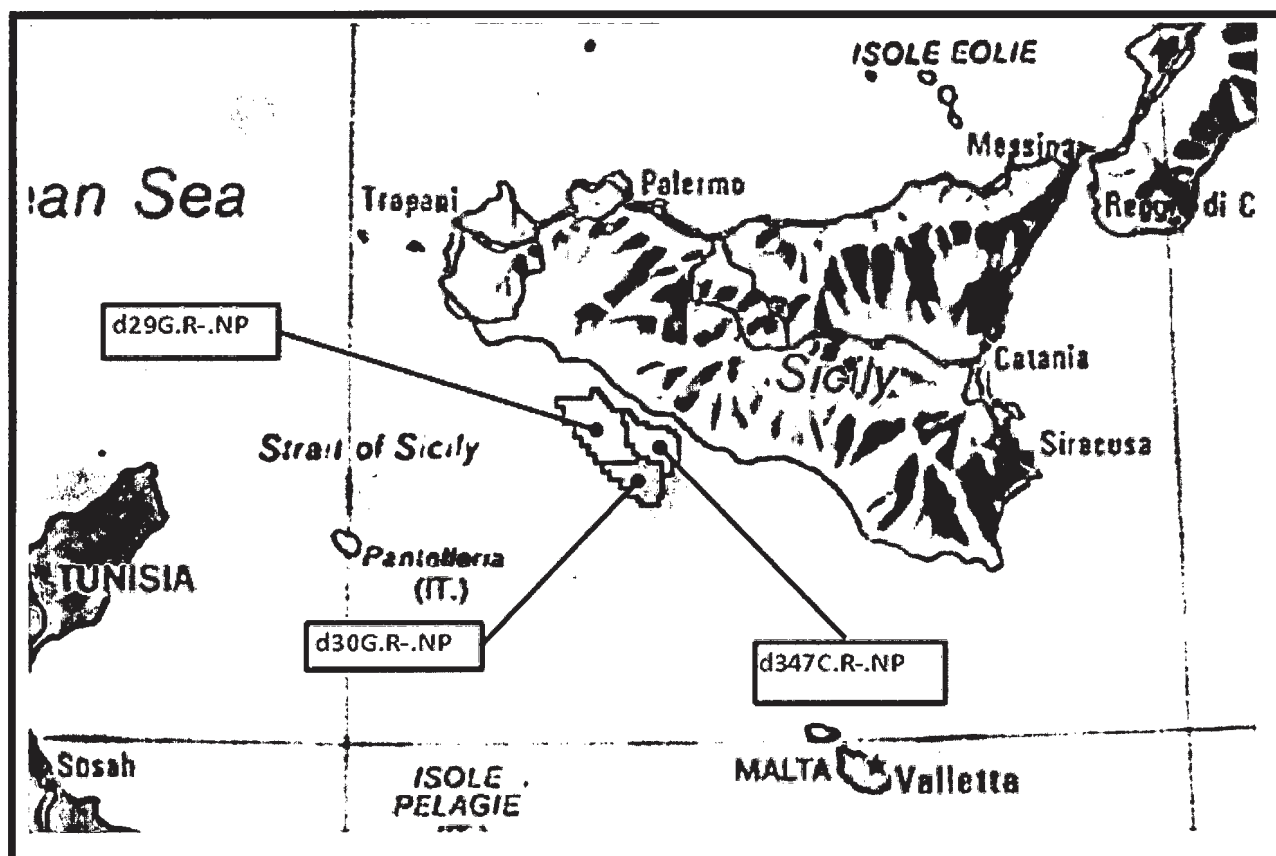 ISOLE EOLIE
Messina
an Sea
Trapani
Palermo
Reggio di C
d29G.R-.NP
Catania
Sicily
Strait of Sicily
Siracusa
Pantelleria
(IT.)
TUNISIA
d30G.R-.NP
d347C.R-.NP
Sosah
ISOLE
PELAGIE
MALTA
Valletta